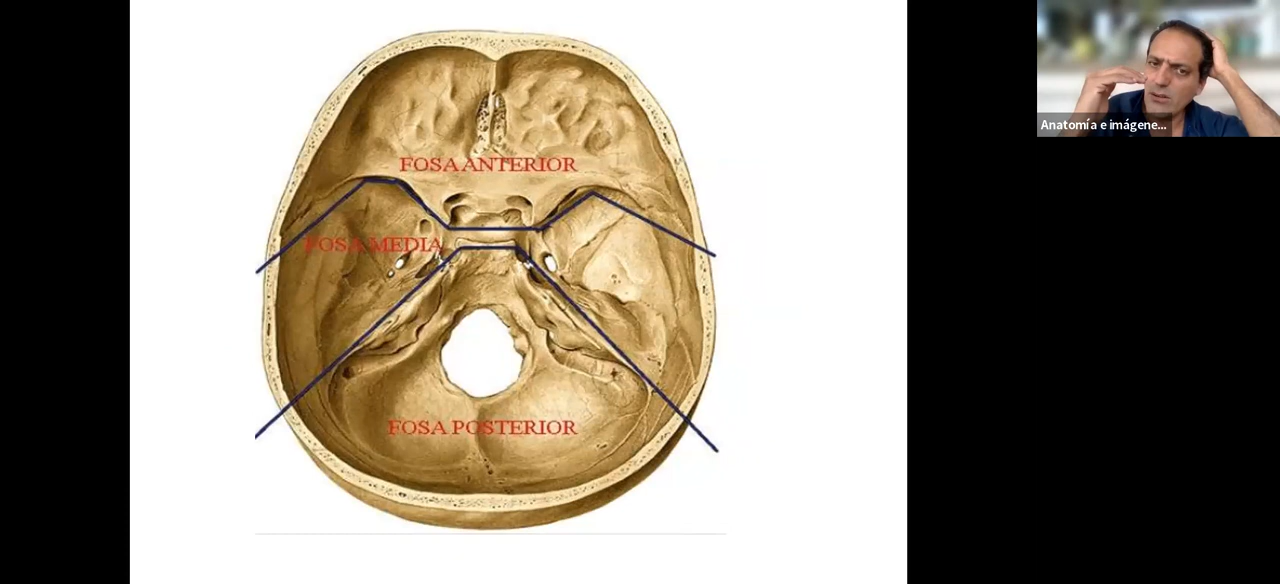 FOSA ANTERIOR
FOSA MEDIA
FOSA POSTERIOR
Anatomía e imágene...